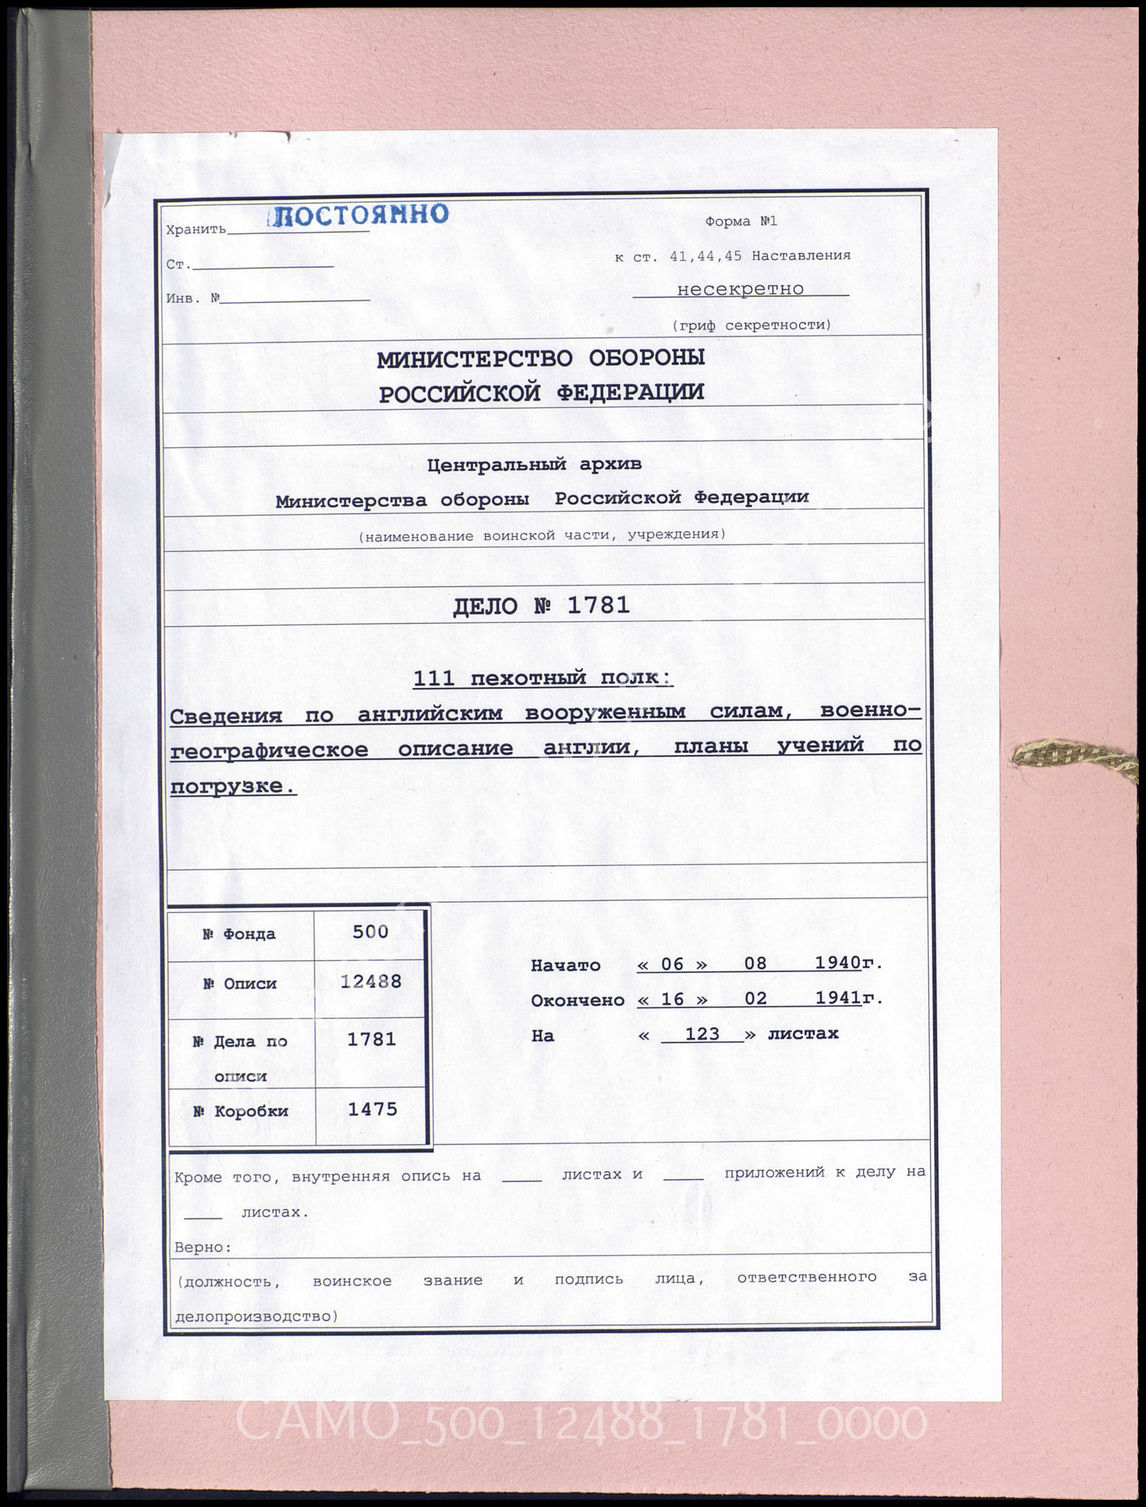 Хранить ПОСТОЯННО
Форма №1
Ст.
к ст. 41,44,45 Наставления
Инв. №
несекретно
(гриф секретности)
МИНИСТЕРСТВО ОБОРОНЫ
РОССИЙСКОЙ ФЕДЕРАЦИИ
Центральный архив
Министерства обороны Российской Федерации
(наименование воинской части, учреждения)
ДЕЛО № 1781
111 пехотный полк:
Сведения по английским вооруженным силам, военно-
географическое описание англии, планы учений по
погрузке.
№ Фонда 500
№ Описи 12488
№ Дела по описи 1781
№ Коробки 1475
Начато « 06 » 08 1940г.
Окончено « 16 » 02 1941г.
На « 123 » листах
Кроме того, внутренняя опись на ____ листах и ____ приложений к делу на
____ листах.
Верно:
(должность, воинское звание и подпись лица, ответственного за
делопроизводство)
CAMO_500_12488_1781_0000